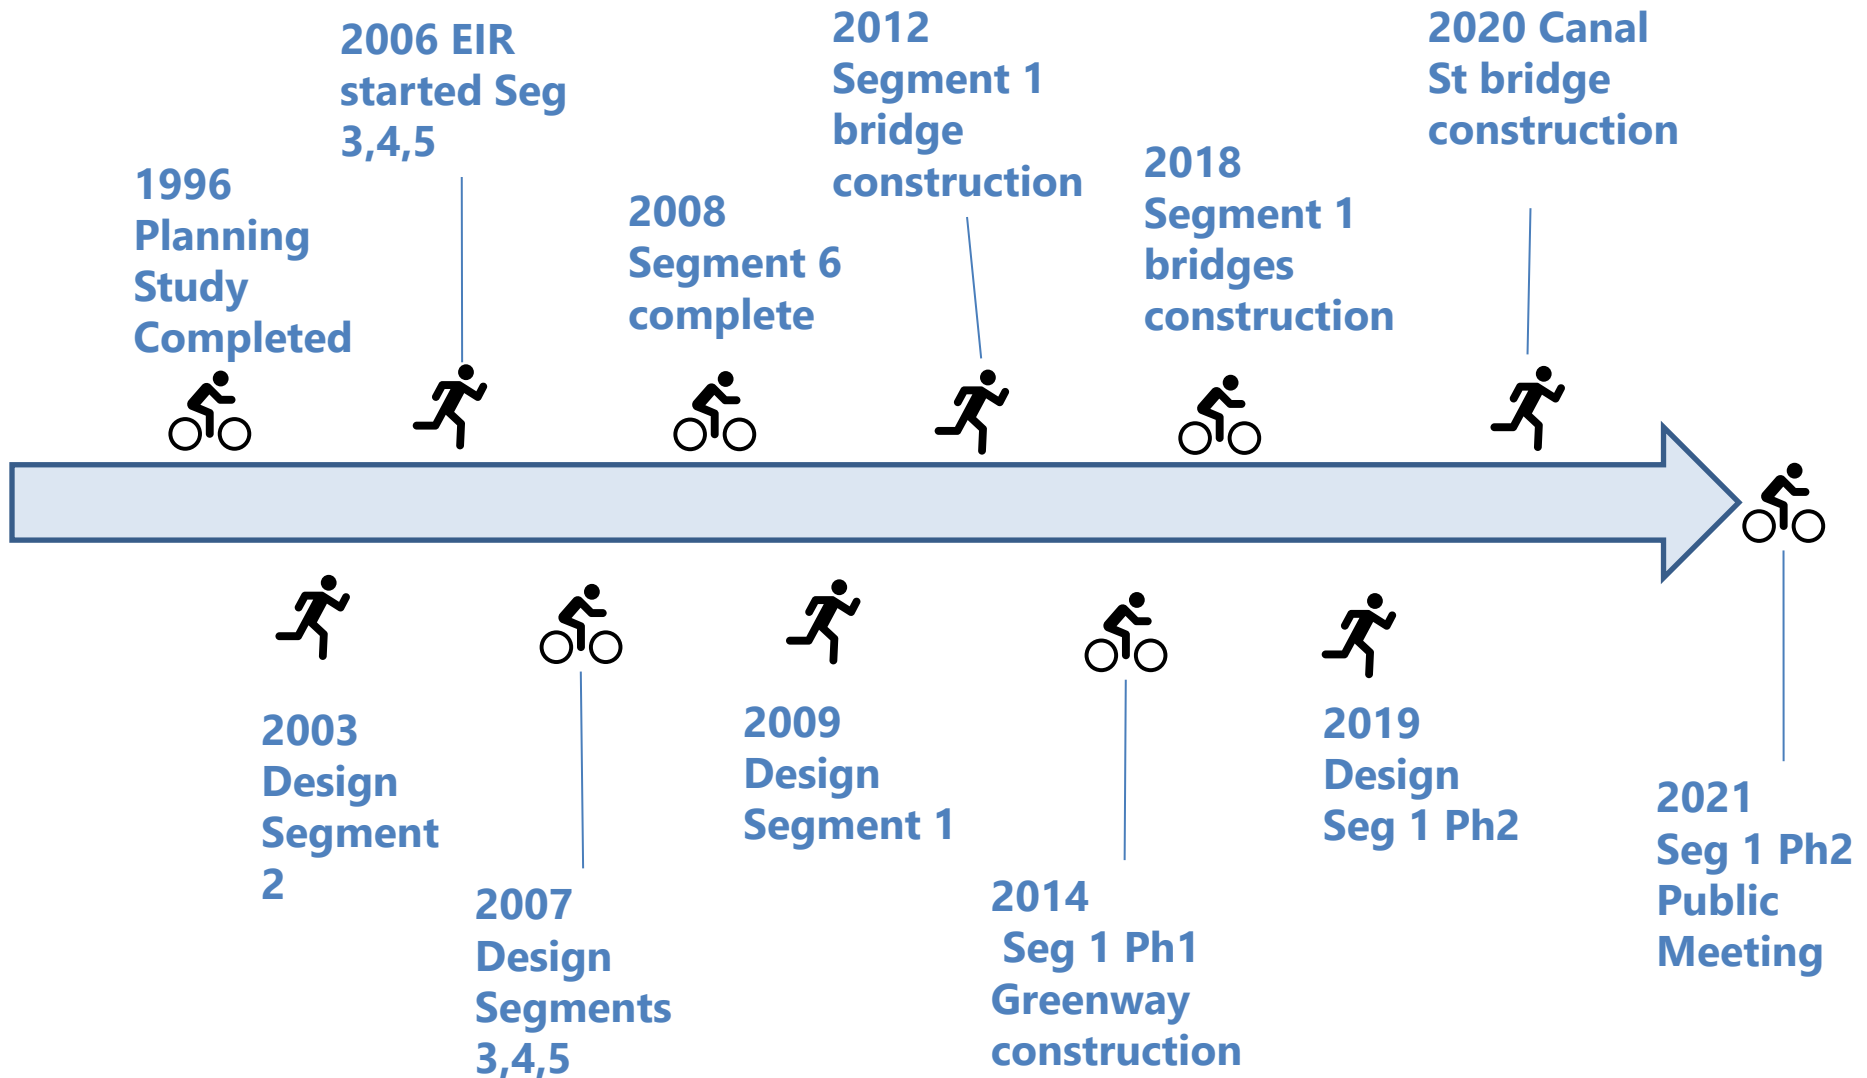 1996
Planning
Study
Completed
2006 EIR
started Seg
3,4,5
2008
Segment 6
complete
2012
Segment 1
bridge
construction
2018
Segment 1
bridges
construction
2020 Canal
St bridge
construction
2003
Design
Segment
2
2007
Design
Segments
3,4,5
2009
Design
Segment 1
2014
Seg 1 Ph1
Greenway
construction
2019
Design
Seg 1 Ph2
2021
Seg 1 Ph2
Public
Meeting